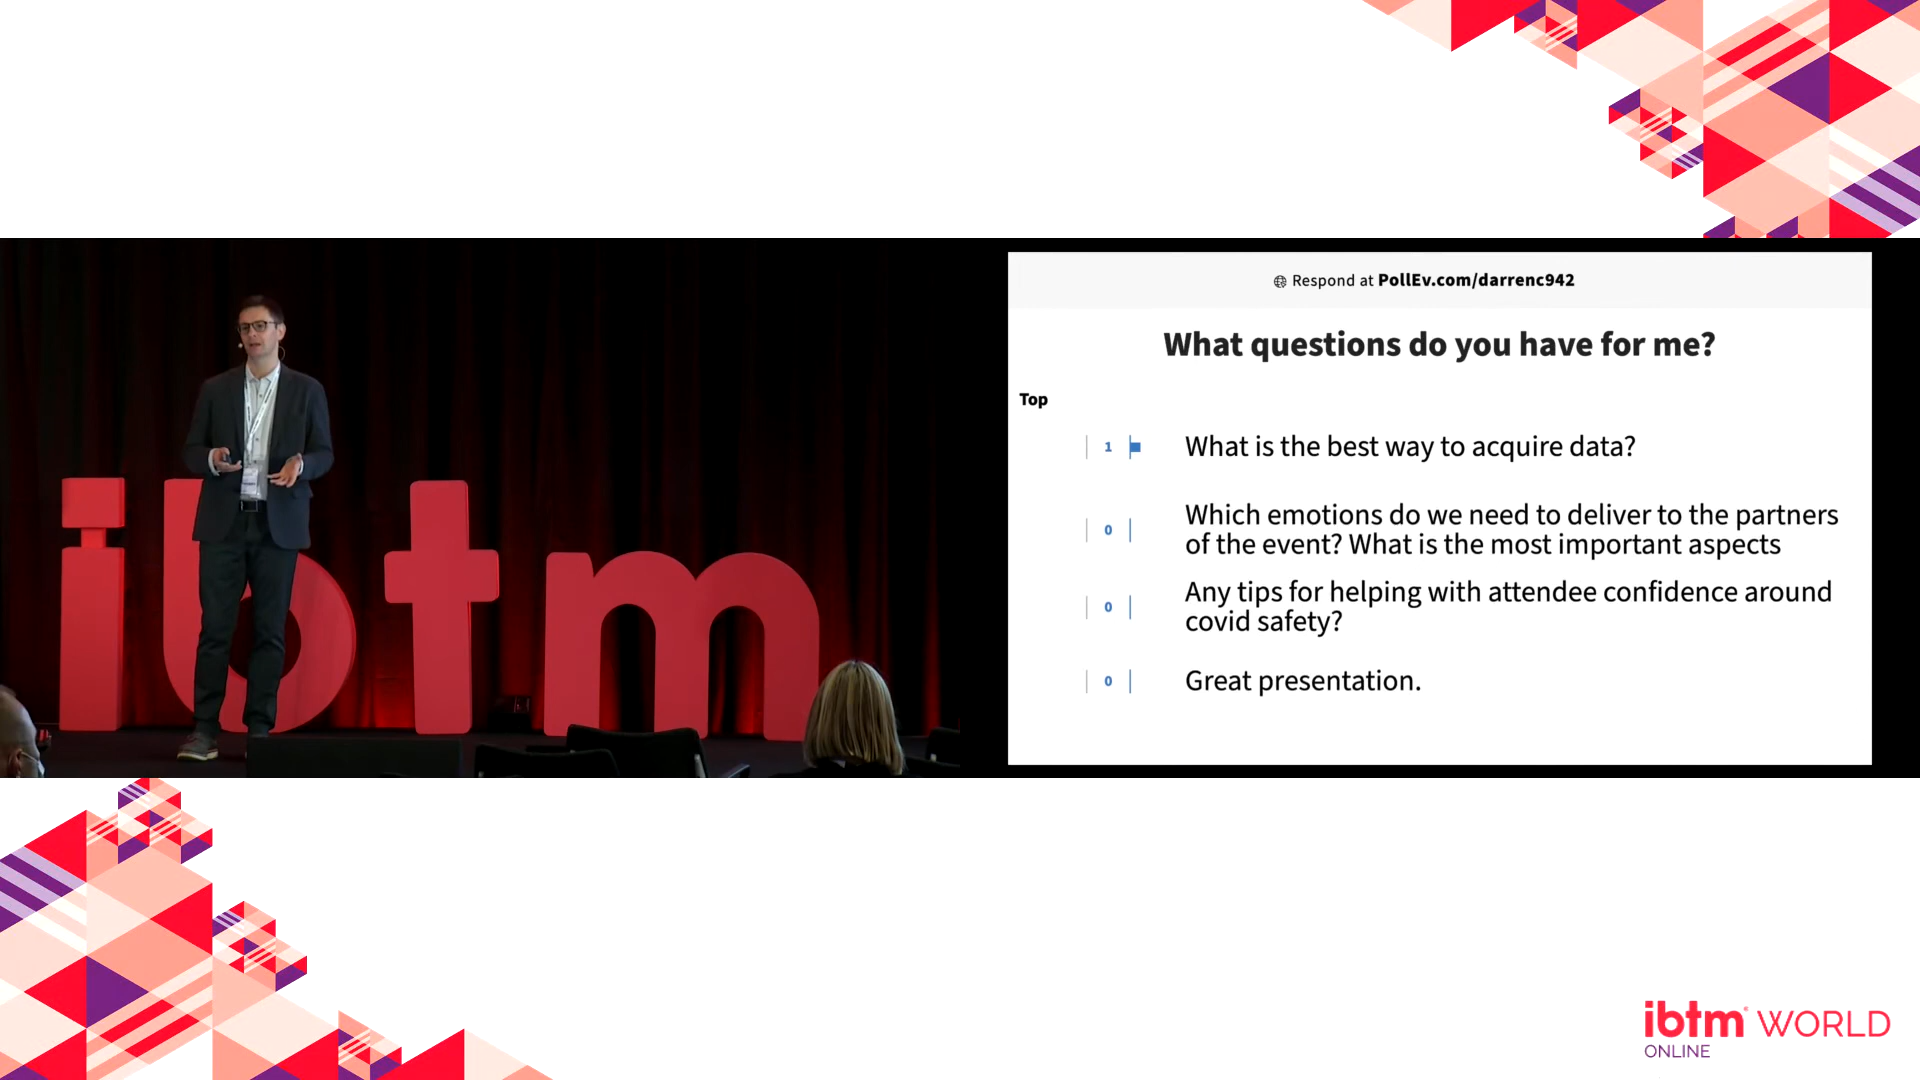 ibtm
Respond at PollEv.com/darrenc942
What questions do you have for me?
Top
1 What is the best way to acquire data?
0 Which emotions do we need to deliver to the partners
of the event? What is the most important aspects
0 Any tips for helping with attendee confidence around
covid safety?
0 Great presentation.
ibtm WORLD
ONLINE